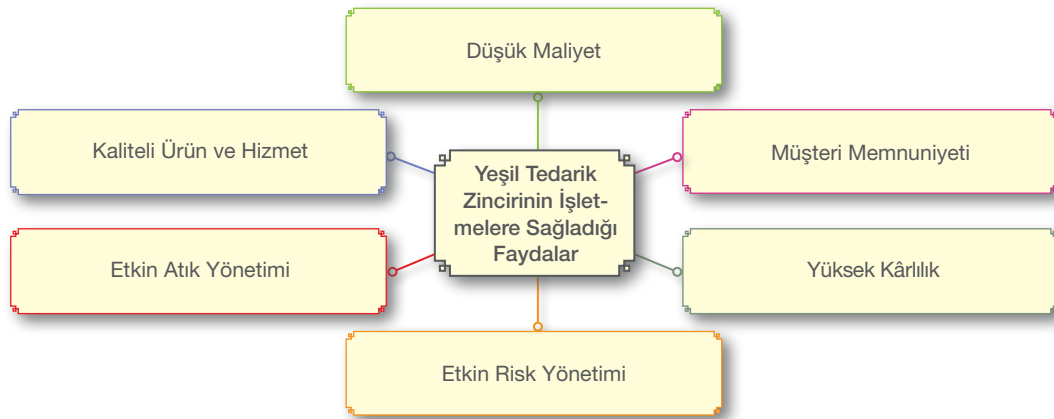 Düşük Maliyet
Kaliteli Ürün ve Hizmet
Müşteri Memnuniyeti
Yeşil Tedarik
Zincirinin İşlet-
melere Sağladığı
Faydalar
Etkin Atık Yönetimi
Yüksek Kârlılık
Etkin Risk Yönetimi